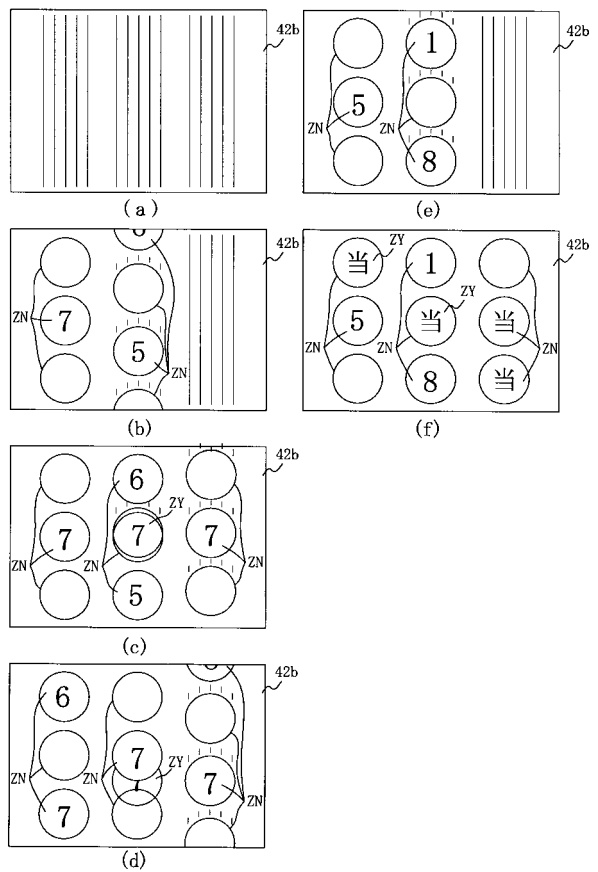 42b
(a)
42b
ZN 7
5
ZN
(b)
42b
6
ZY
7 7 7
ZN ZN ZN
5
(c)
42b
6
7 ZY
ZN ZN 7
ZN
7
(d)
42b
1
5
ZN ZN
8
(e)
ZY 42b
当 1
ZY
5 当 当
ZN ZN ZN
8 当
(f)